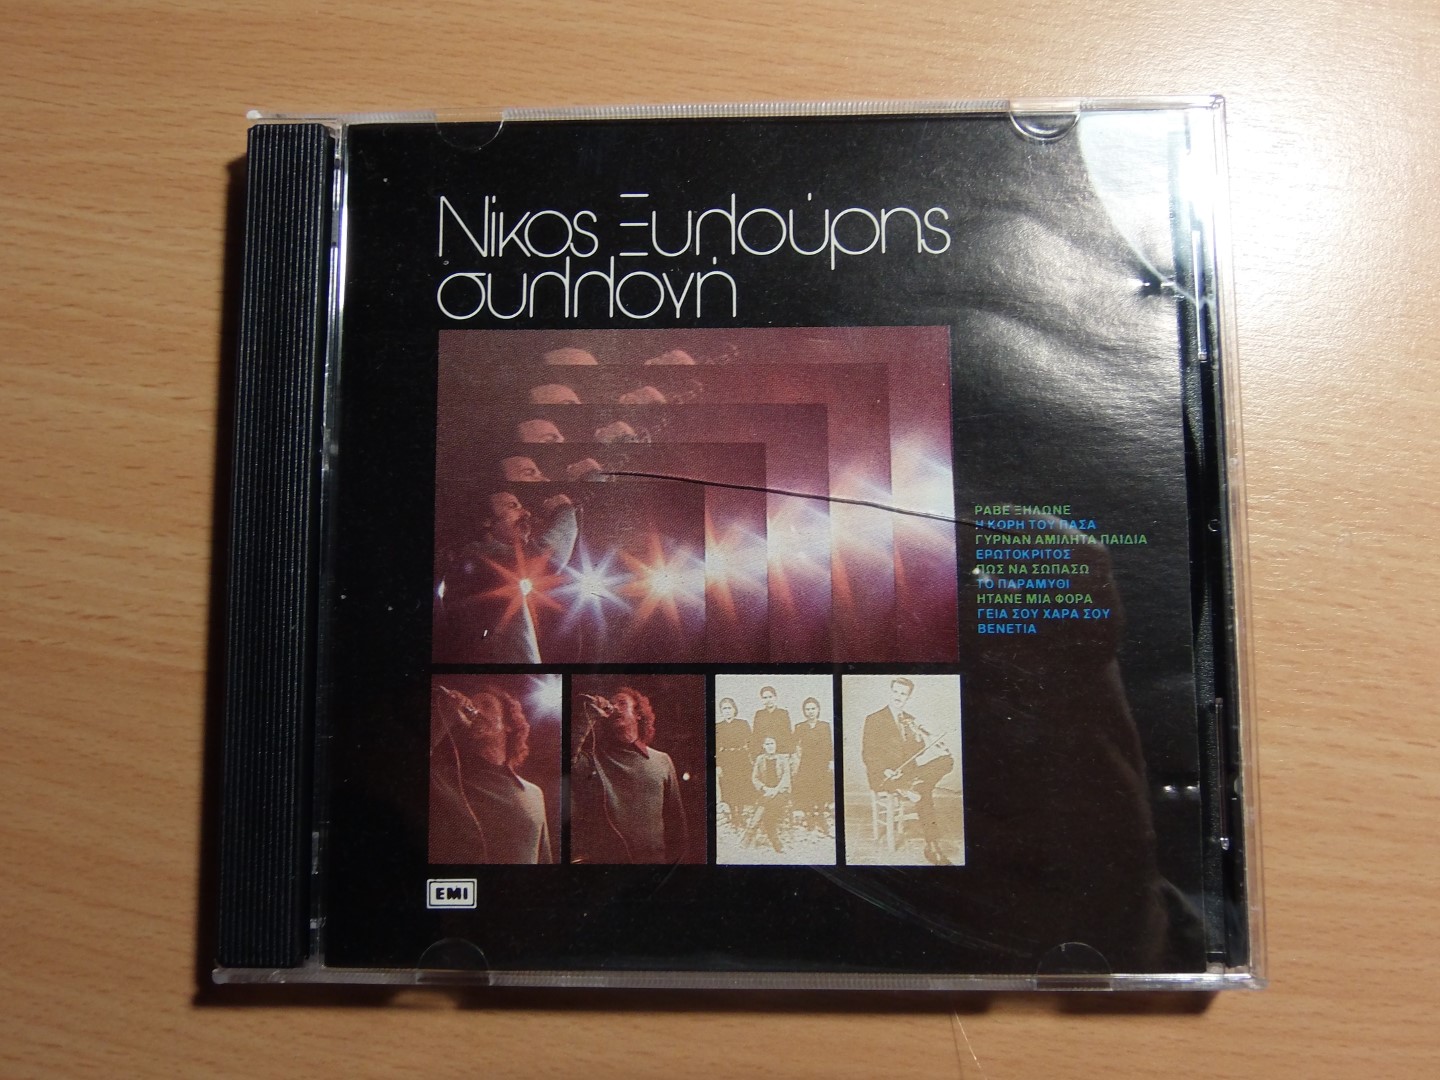 Νίκος Ξυλούρης
συλλογή
ΡΑΒΕ ΞΗΛΩΝΕ
Η ΚΟΡΗ ΤΟΥ ΠΑΣΑ
ΓΥΡΝΑΝ ΑΜΙΛΗΤΑ ΠΑΙΔΙΑ
ΕΡΩΤΟΚΡΙΤΟΣ
ΠΩΣ ΝΑ ΣΩΠΑΣΩ
ΤΟ ΠΑΡΑΜΥΘΙ
ΗΤΑΝΕ ΜΙΑ ΦΟΡΑ
ΓΕΙΑ ΣΟΥ ΧΑΡΑ ΣΟΥ
ΒΕΝΕΤΙΑ
EMI